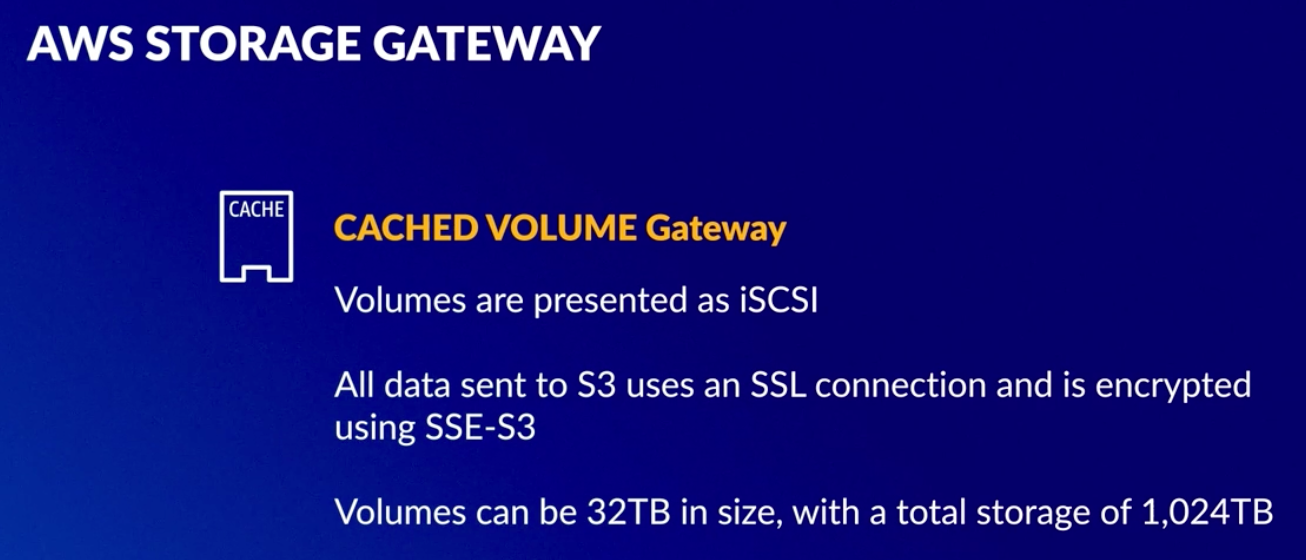 AWS STORAGE GATEWAY
CACHE
CACHED VOLUME Gateway
Volumes are presented as iSCSI
All data sent to S3 uses an SSL connection and is encrypted
using SSE-S3
Volumes can be 32TB in size, with a total storage of 1,024TB